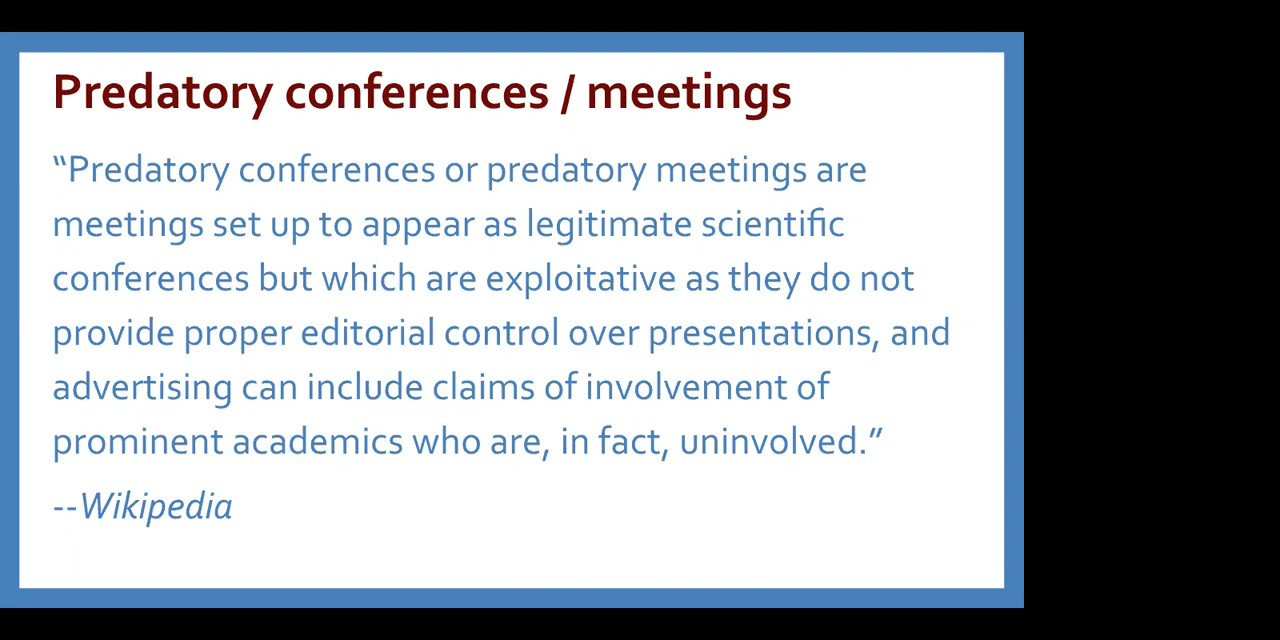 Predatory conferences / meetings
“Predatory conferences or predatory meetings are
meetings set up to appear as legitimate scientific
conferences but which are exploitative as they do not
provide proper editorial control over presentations, and
advertising can include claims of involvement of
prominent academics who are, in fact, uninvolved.”
--Wikipedia